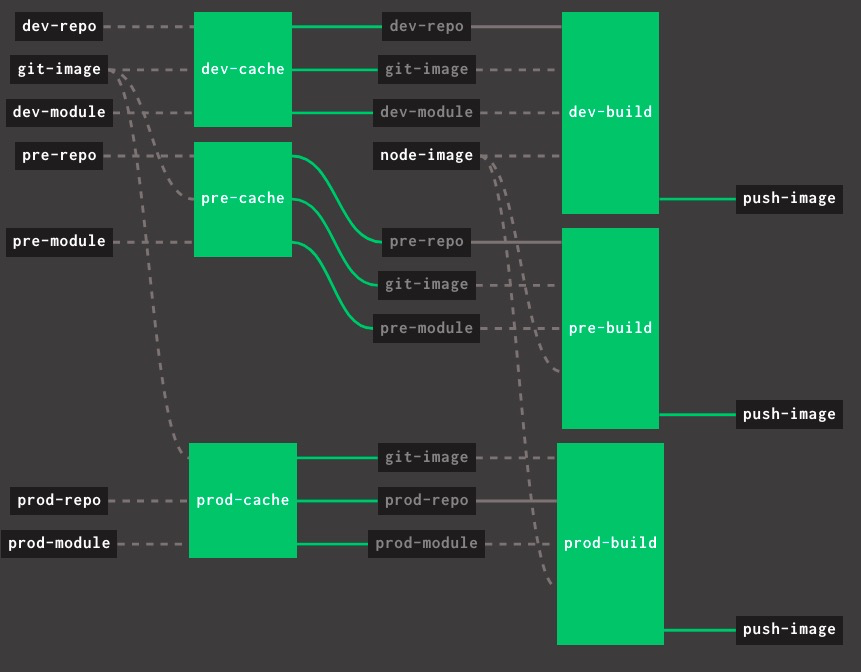 dev-repo
dev-repo
git-image
dev-cache
git-image
dev-module
dev-module
dev-build
pre-repo
node-image
pre-cache
push-image
pre-module
pre-repo
git-image
pre-module
pre-build
push-image
git-image
prod-repo
prod-cache
prod-repo
prod-module
prod-module
prod-build
push-image